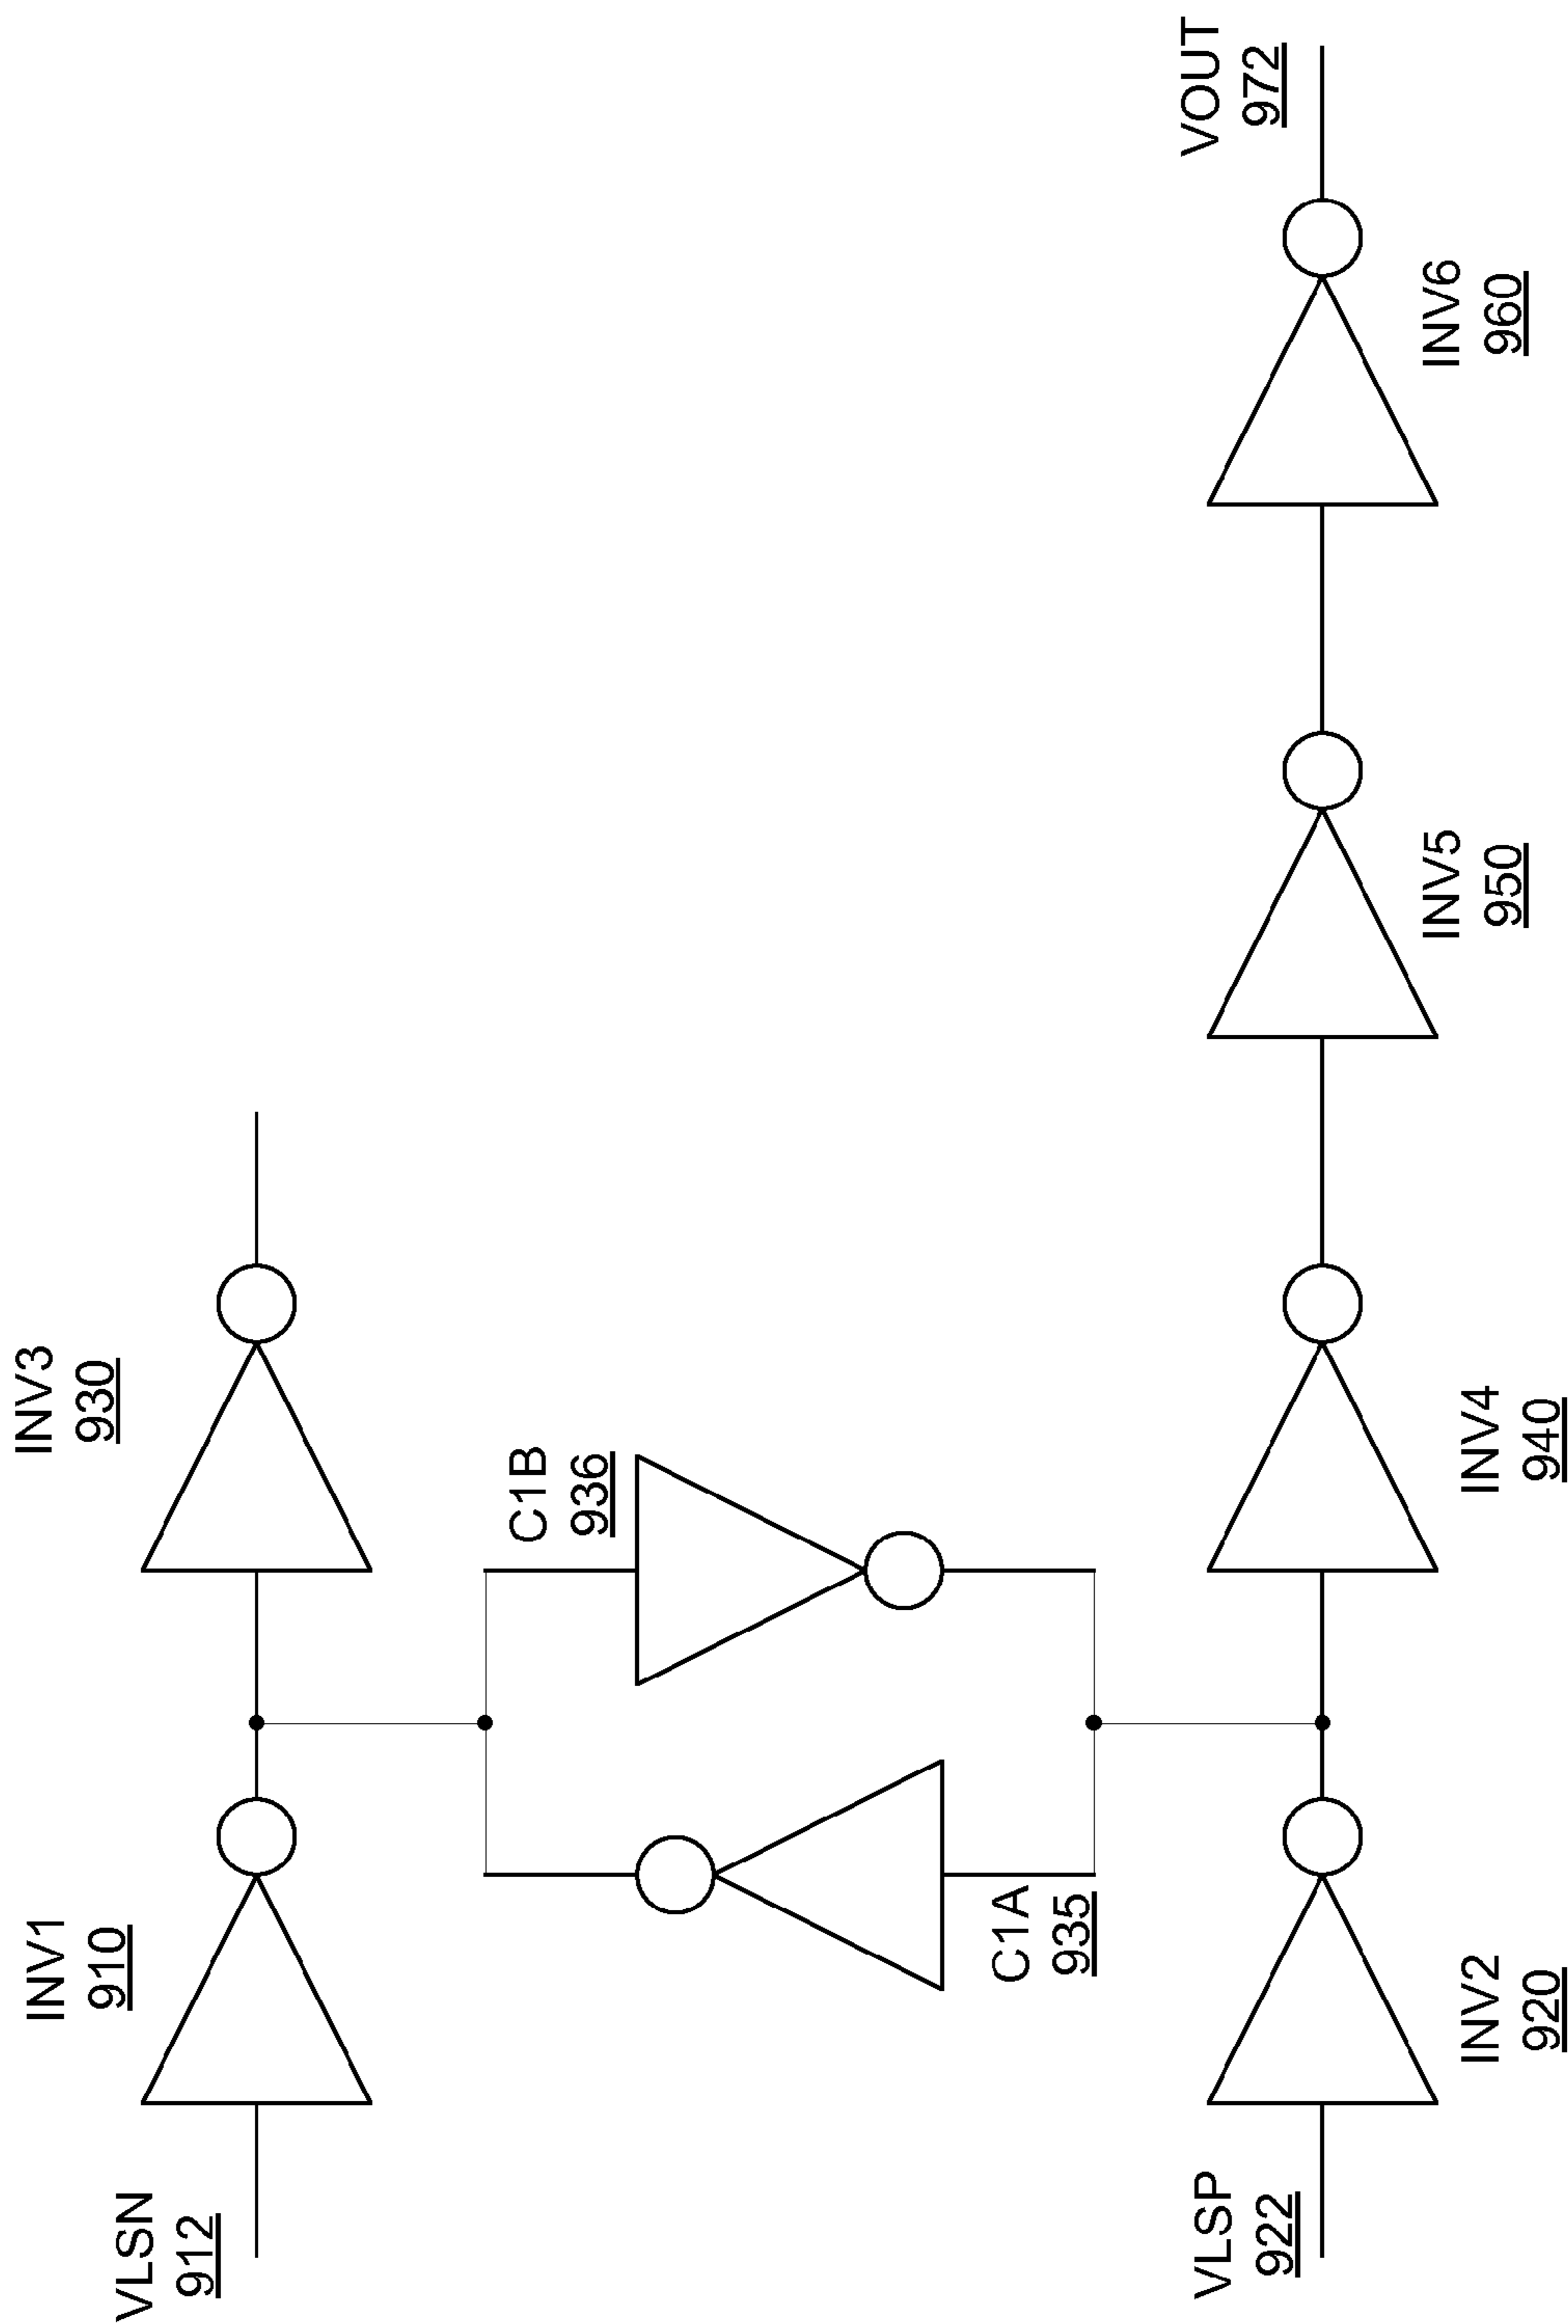 VLSN
912
INV1
910
INV3
930
C1A
935
C1B
936
VLSP
922
INV2
920
INV4
940
INV5
950
INV6
960
VOUT
972